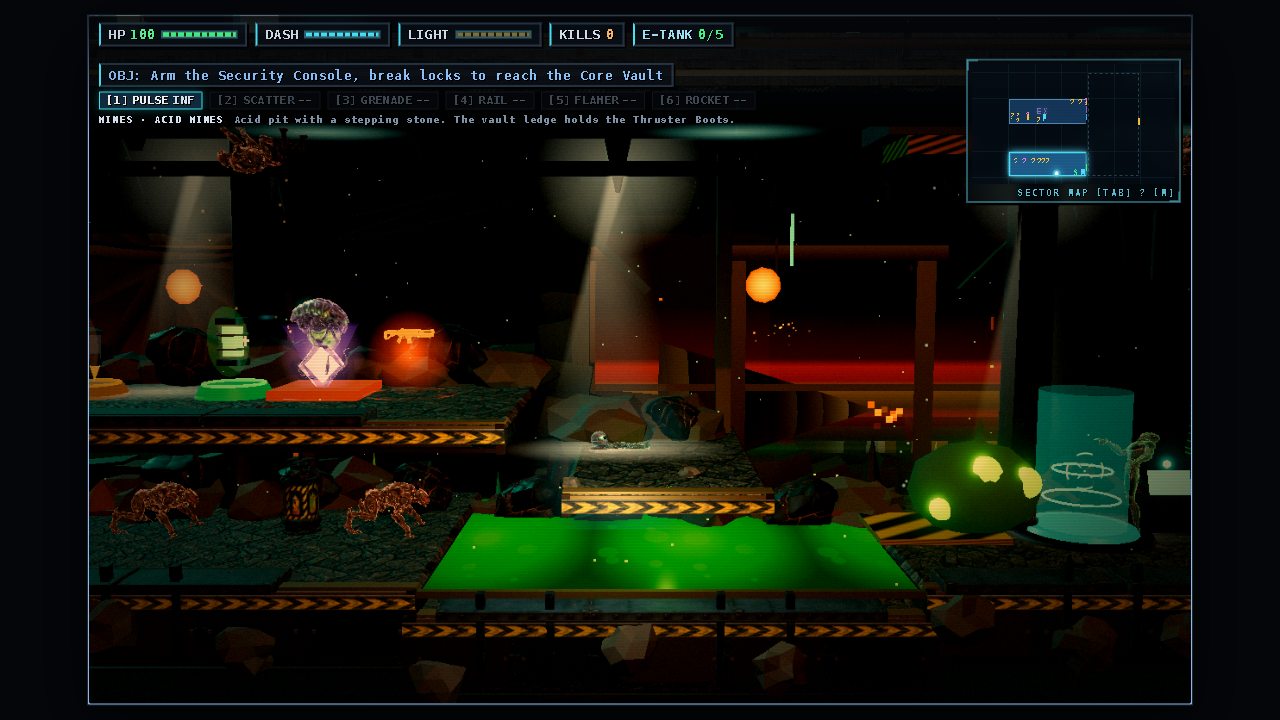 HP 100
DASH
LIGHT
KILLS 0
E-TANK 0/5
OBJ: Arm the Security Console, break locks to reach the Core Vault
[1] PULSE INF [2] SCATTER -- [3] GRENADE -- [4] RAIL -- [5] FLAMER -- [6] ROCKET --
MINES · ACID MINES Acid pit with a stepping stone. The vault ledge holds the Thruster Boots.
SECTOR MAP [TAB] ? [M]